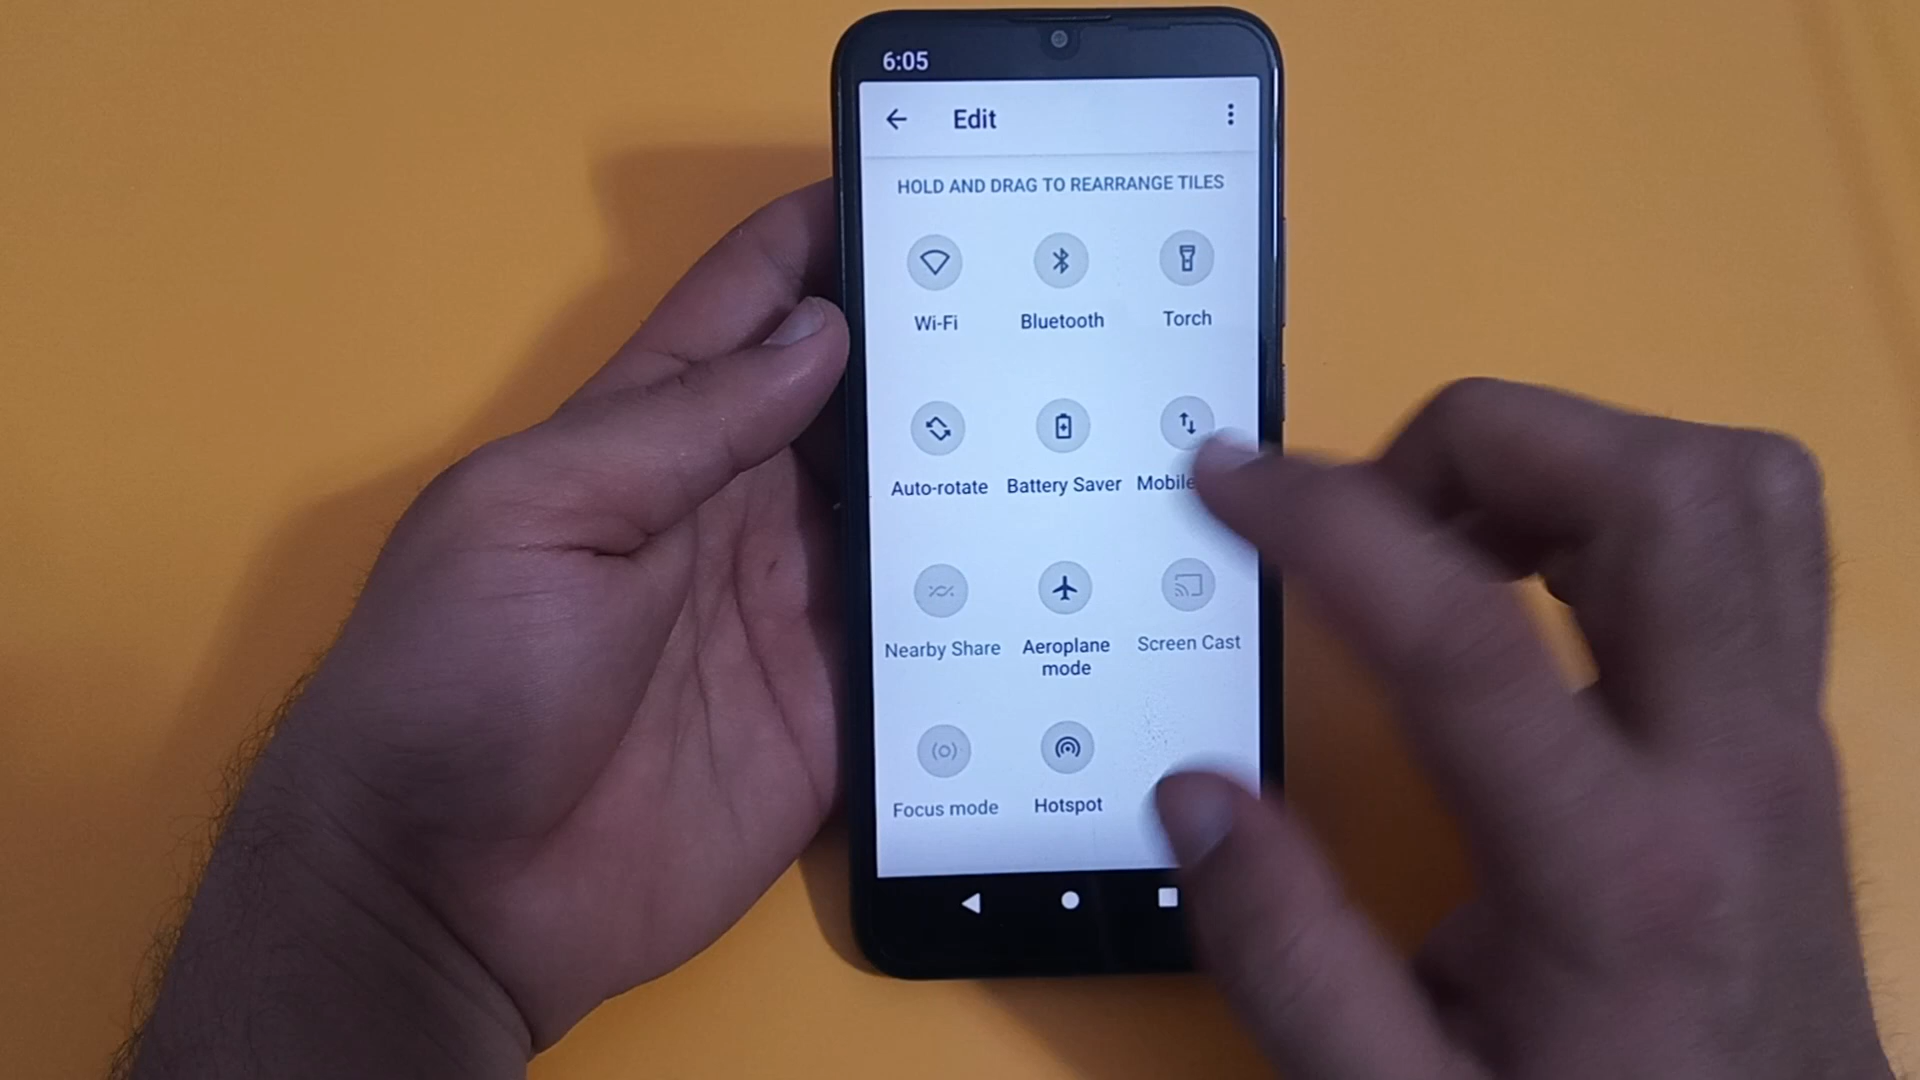 6:05
Edit
HOLD AND DRAG TO REARRANGE TILES
Wi-Fi
Bluetooth
Torch
Auto-rotate
Battery Saver
Mobile
Nearby Share
Aeroplane
mode
Screen Cast
Focus mode
Hotspot